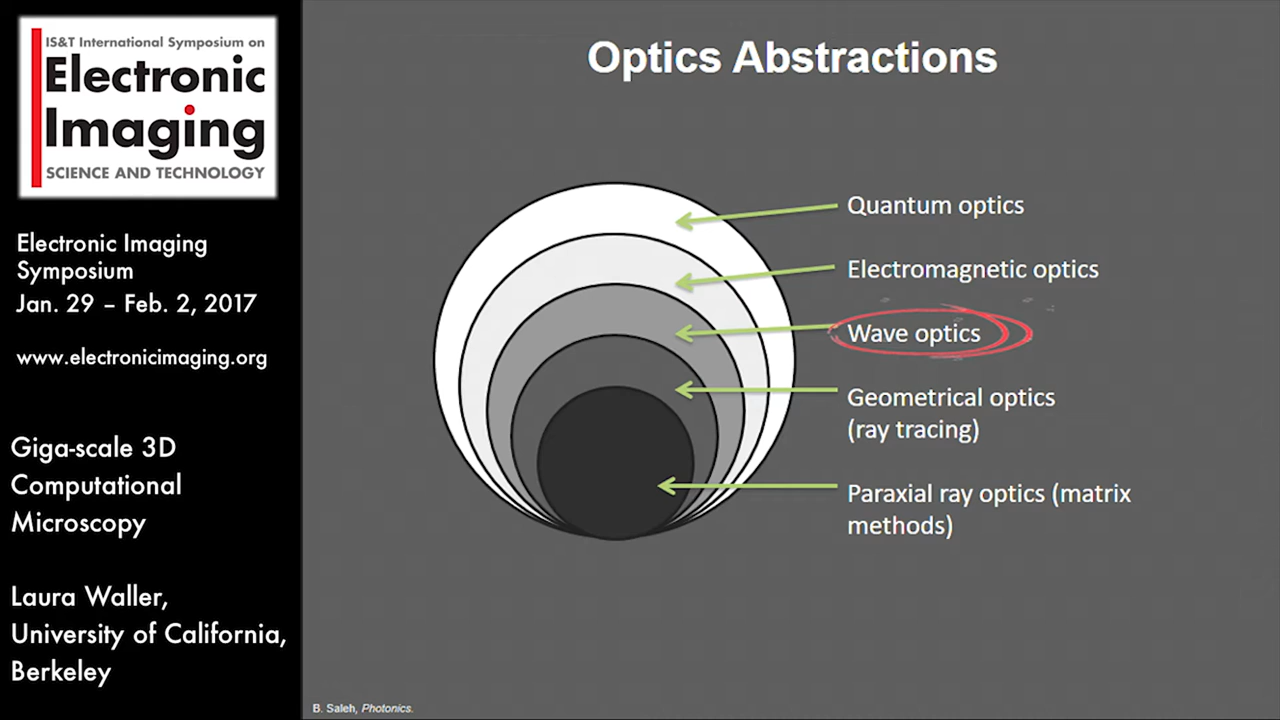 IS&T International Symposium on
Electronic
Imaging
SCIENCE AND TECHNOLOGY
Electronic Imaging
Symposium
Jan. 29 – Feb. 2, 2017
www.electronicimaging.org
Giga-scale 3D
Computational
Microscopy
Laura Waller,
University of California,
Berkeley
Optics Abstractions
Quantum optics
Electromagnetic optics
Wave optics
Geometrical optics
(ray tracing)
Paraxial ray optics (matrix
methods)
B. Saleh, Photonics.